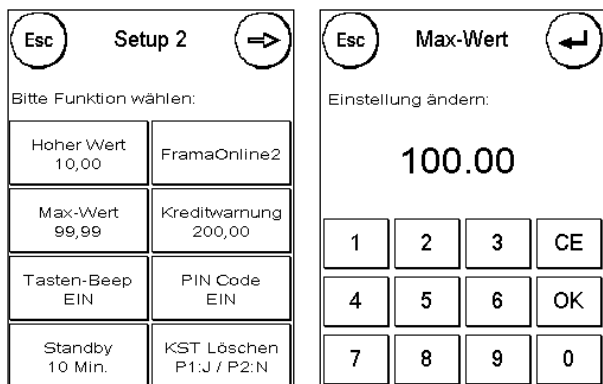 Esc
Setup 2
Bitte Funktion wählen:
Hoher Wert
10,00
FramaOnline2
Max-Wert
99,99
Kreditwarnung
200,00
Tasten-Beep
EIN
PIN Code
EIN
Standby
10 Min.
KST Löschen
P1:J / P2:N
Esc
Max-Wert
Einstellung ändern:
100.00
1 2 3 CE
4 5 6 OK
7 8 9 0